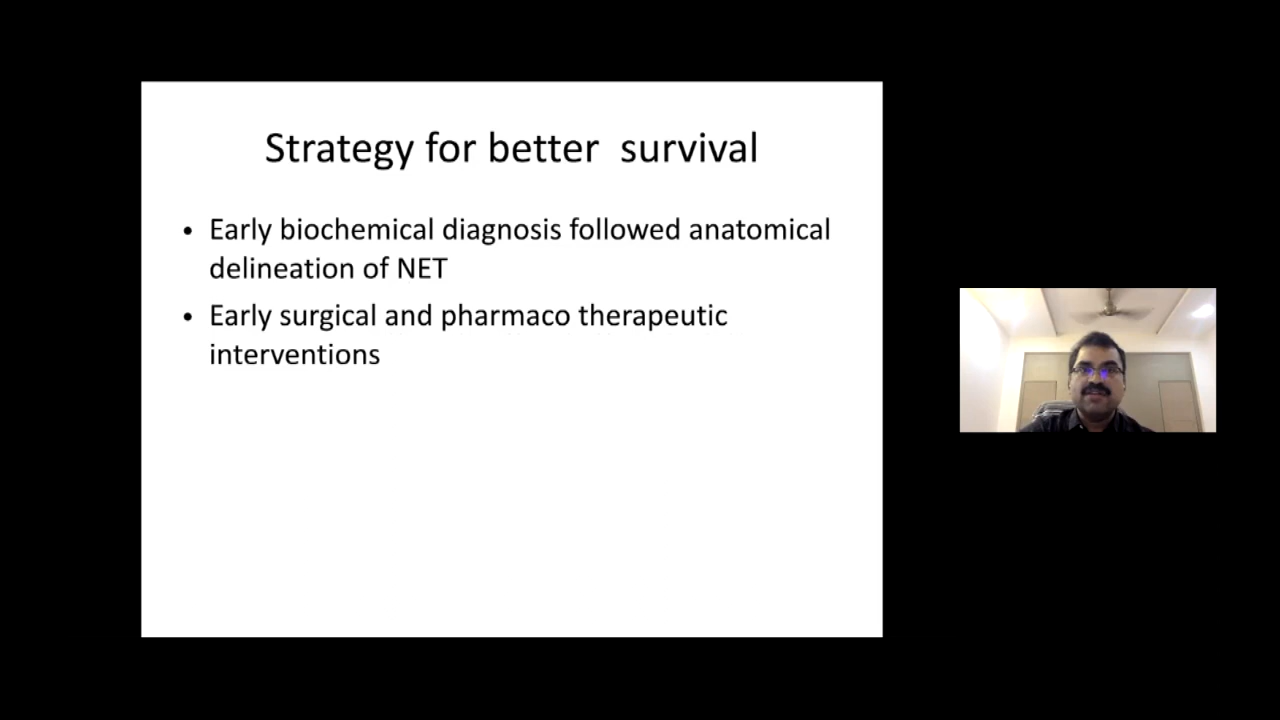 Strategy for better  survival
• Early biochemical diagnosis followed anatomical
delineation of NET
• Early surgical and pharmaco therapeutic
interventions